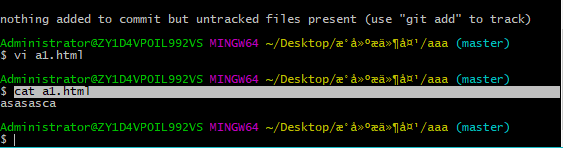 nothing added to commit but untracked files present (use "git add" to track)
Administrator@ZY1D4VPOIL992VS MINGW64 ~/Desktop/æ°å»ºæä»¶å¤¹/aaa (master)
$ vi a1.html
Administrator@ZY1D4VPOIL992VS MINGW64 ~/Desktop/æ°å»ºæä»¶å¤¹/aaa (master)
$ cat a1.html
asasasca
Administrator@ZY1D4VPOIL992VS MINGW64 ~/Desktop/æ°å»ºæä»¶å¤¹/aaa (master)
$